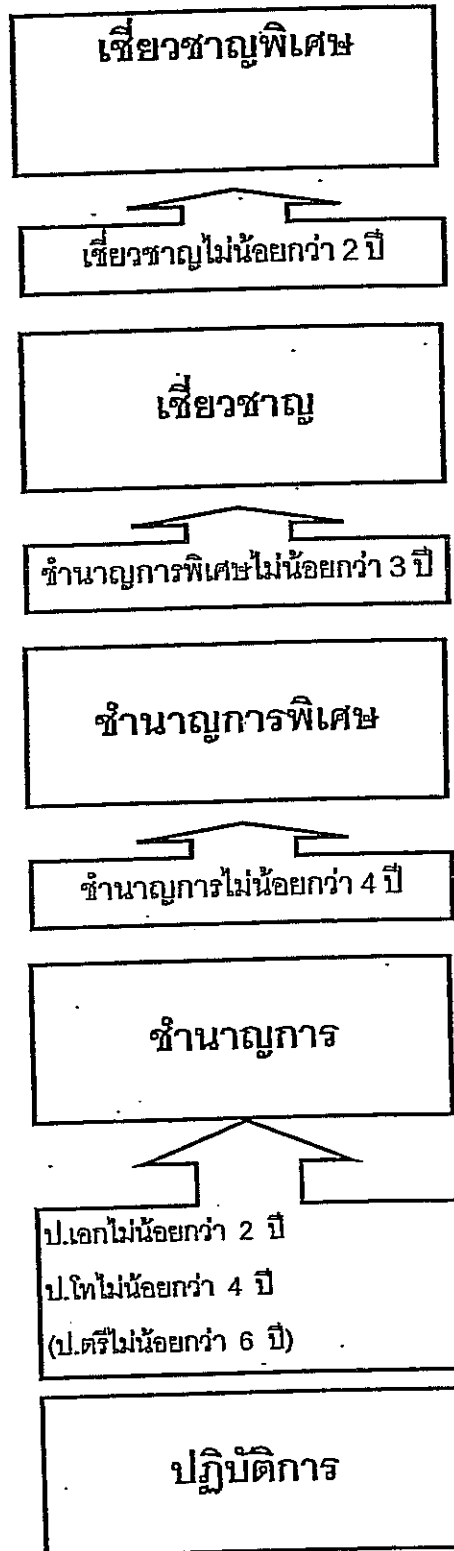 เชี่ยวชาญพิเศษ
เชี่ยวชาญไม่น้อยกว่า 2 ปี
เชี่ยวชาญ
ชำนาญการพิเศษไม่น้อยกว่า 3 ปี
ชำนาญการพิเศษ
ชำนาญการไม่น้อยกว่า 4 ปี
ชำนาญการ
ป.เอกไม่น้อยกว่า 2 ปี
ป.โทไม่น้อยกว่า 4 ปี
(ป.ตรีไม่น้อยกว่า 6 ปี)
ปฏิบัติการ